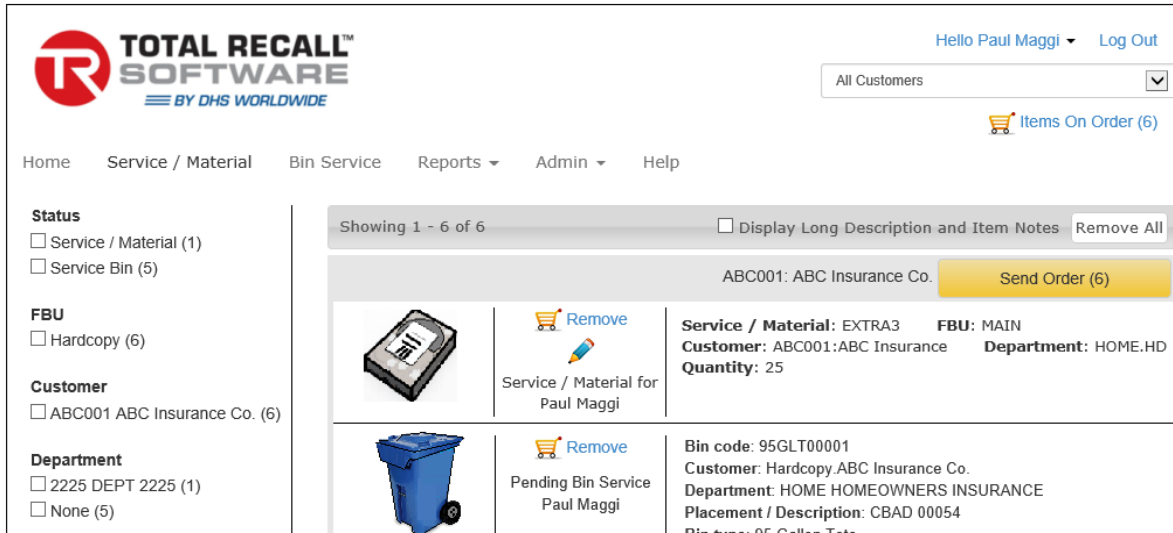 TOTAL RECALL™
SOFTWARE
BY DHS WORLDWIDE
Hello Paul Maggi Log Out
All Customers
Items On Order (6)
Home Service / Material Bin Service Reports Admin Help
Status
Service / Material (1)
Service Bin (5)
FBU
Hardcopy (6)
Customer
ABC001 ABC Insurance Co. (6)
Department
2225 DEPT 2225 (1)
None (5)
Showing 1 - 6 of 6 Display Long Description and Item Notes Remove All
ABC001: ABC Insurance Co. Send Order (6)
Remove
Service / Material for
Paul Maggi
Service / Material: EXTRA3 FBU: MAIN
Customer: ABC001:ABC Insurance Department: HOME.HD
Quantity: 25
Remove
Pending Bin Service
Paul Maggi
Bin code: 95GLT00001
Customer: Hardcopy.ABC Insurance Co.
Department: HOME HOMEOWNERS INSURANCE
Placement / Description: CBAD 00054
Bin type: 95 Gallon Tote